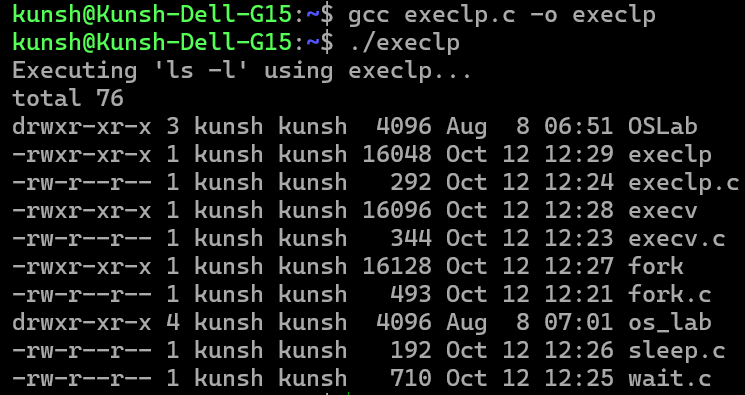 kunsh@Kunsh-Dell-G15:~$ gcc execlp.c -o execlp
kunsh@Kunsh-Dell-G15:~$ ./execlp
Executing 'ls -l' using execlp...
total 76
drwxr-xr-x 3 kunsh kunsh  4096 Aug  8 06:51 OSLab
-rwxr-xr-x 1 kunsh kunsh 16048 Oct 12 12:29 execlp
-rw-r--r-- 1 kunsh kunsh   292 Oct 12 12:24 execlp.c
-rwxr-xr-x 1 kunsh kunsh 16096 Oct 12 12:28 execv
-rw-r--r-- 1 kunsh kunsh   344 Oct 12 12:23 execv.c
-rwxr-xr-x 1 kunsh kunsh 16128 Oct 12 12:27 fork
-rw-r--r-- 1 kunsh kunsh   493 Oct 12 12:21 fork.c
drwxr-xr-x 4 kunsh kunsh  4096 Aug  8 07:01 os_lab
-rw-r--r-- 1 kunsh kunsh   192 Oct 12 12:26 sleep.c
-rw-r--r-- 1 kunsh kunsh   710 Oct 12 12:25 wait.c